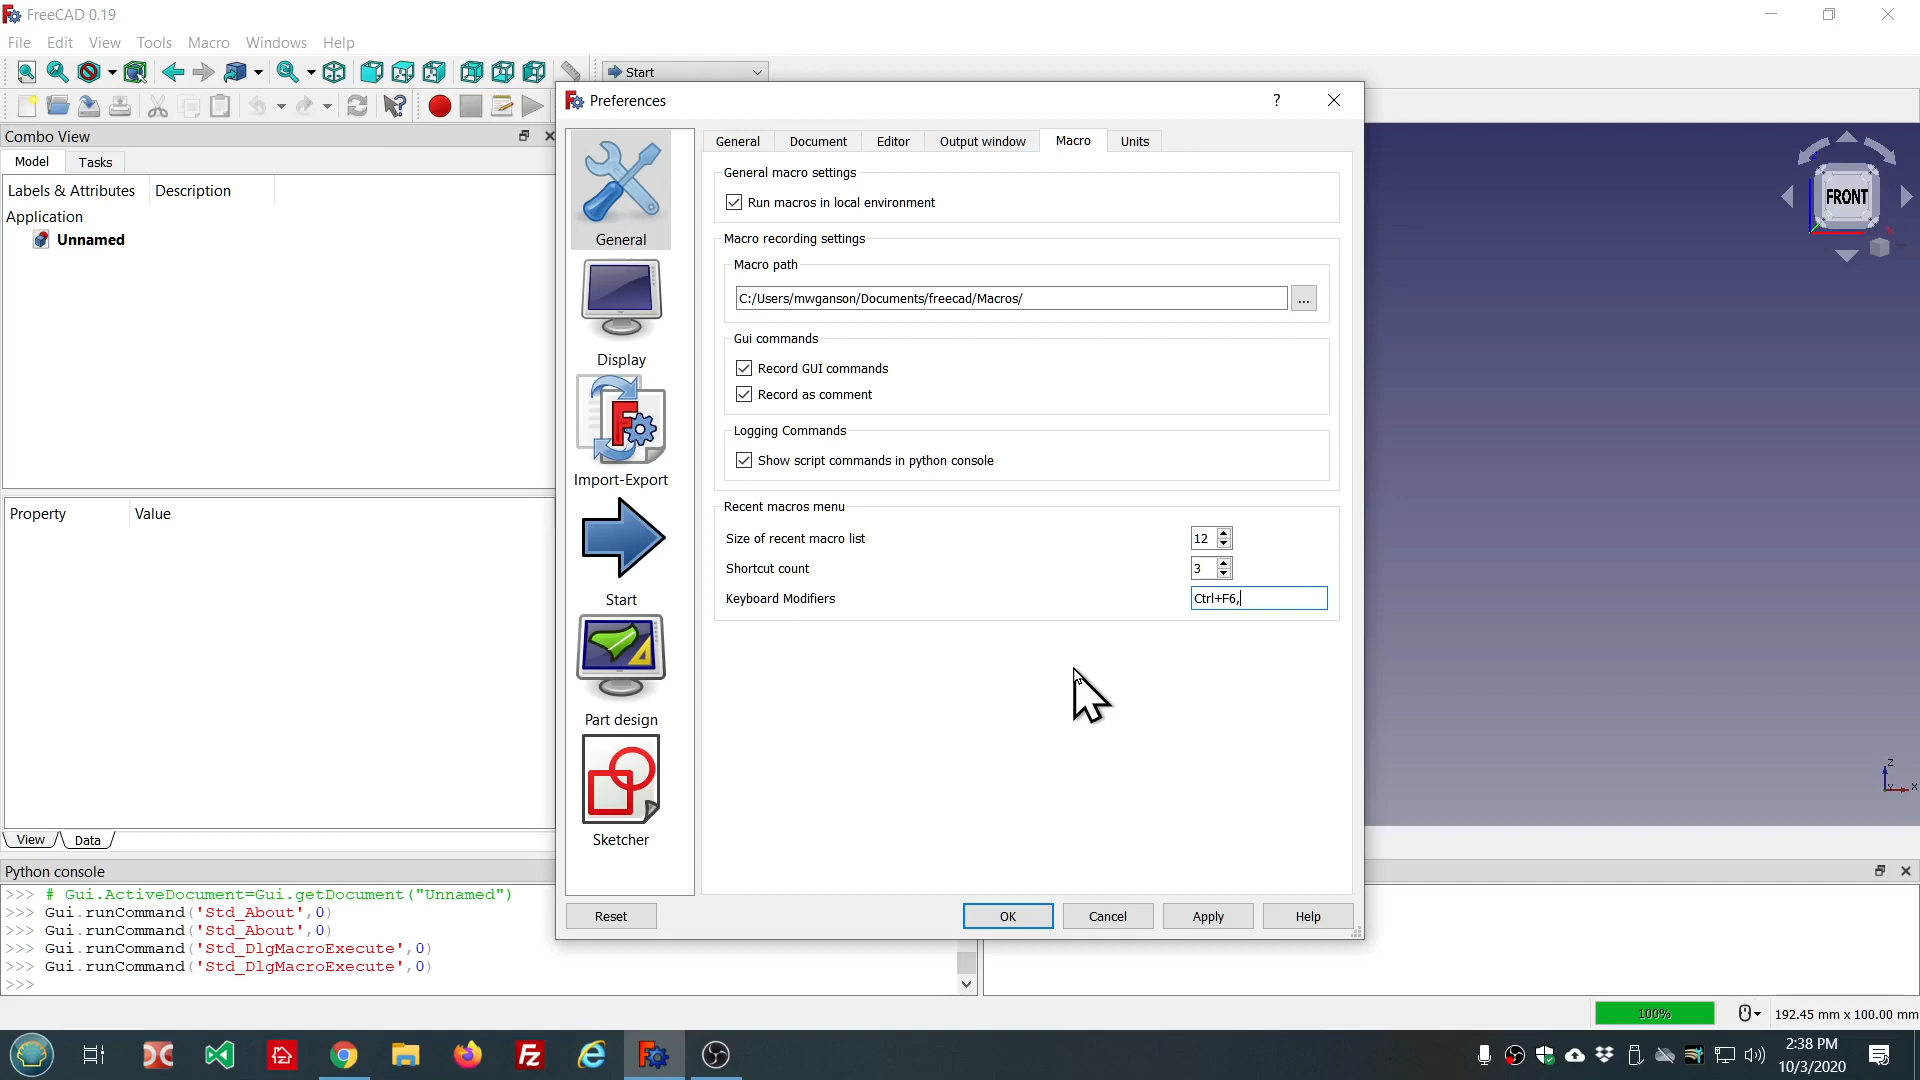 FreeCAD 0.19
File Edit View Tools Macro Windows Help
Start
Combo View
Model Tasks
Labels & Attributes Description
Application
Unnamed
Property Value
View Data
Preferences
?
General
Display
Import-Export
Start
Part design
Sketcher
General Document Editor Output window Macro Units
General macro settings
Run macros in local environment
Macro recording settings
Macro path
C:/Users/mwganson/Documents/freecad/Macros/
...
Gui commands
Record GUI commands
Record as comment
Logging Commands
Show script commands in python console
Recent macros menu
Size of recent macro list 12
Shortcut count 3
Keyboard Modifiers Ctrl+F6,
Reset OK Cancel Apply Help
FRONT
Z
X
Python console
>>> # Gui.ActiveDocument=Gui.getDocument("Unnamed")
>>> Gui.runCommand('Std_About',0)
>>> Gui.runCommand('Std_About',0)
>>> Gui.runCommand('Std_DlgMacroExecute',0)
>>> Gui.runCommand('Std_DlgMacroExecute',0)
>>>
100%
192.45 mm x 100.00 mm
2:38 PM
10/3/2020